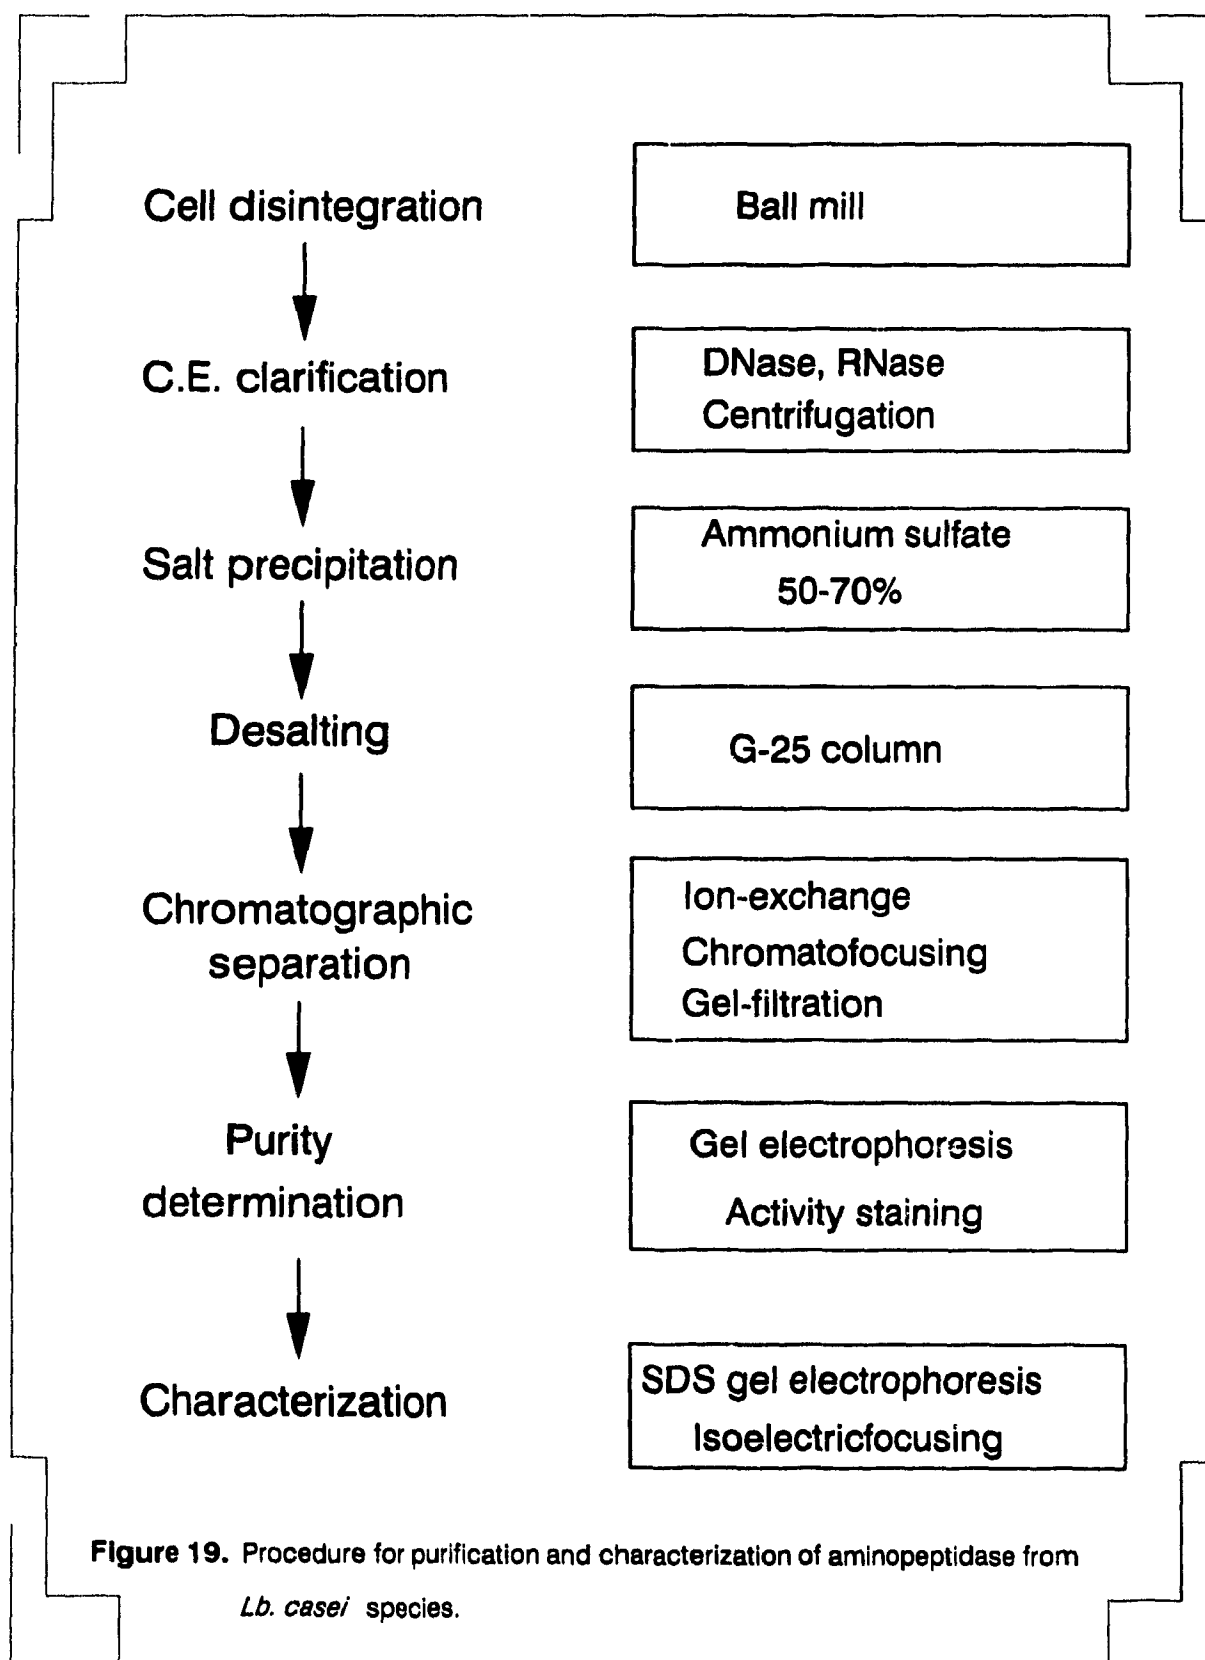 Cell disintegration
Ball mill
C.E. clarification
DNase, RNase
Centrifugation
Salt precipitation
Ammonium sulfate
50-70%
Desalting
G-25 column
Chromatographic
separation
Ion-exchange
Chromatofocusing
Gel-filtration
Purity
determination
Gel electrophoresis
Activity staining
Characterization
SDS gel electrophoresis
Isoelectricfocusing
Figure 19. Procedure for purification and characterization of aminopeptidase from
Lb. casei species.